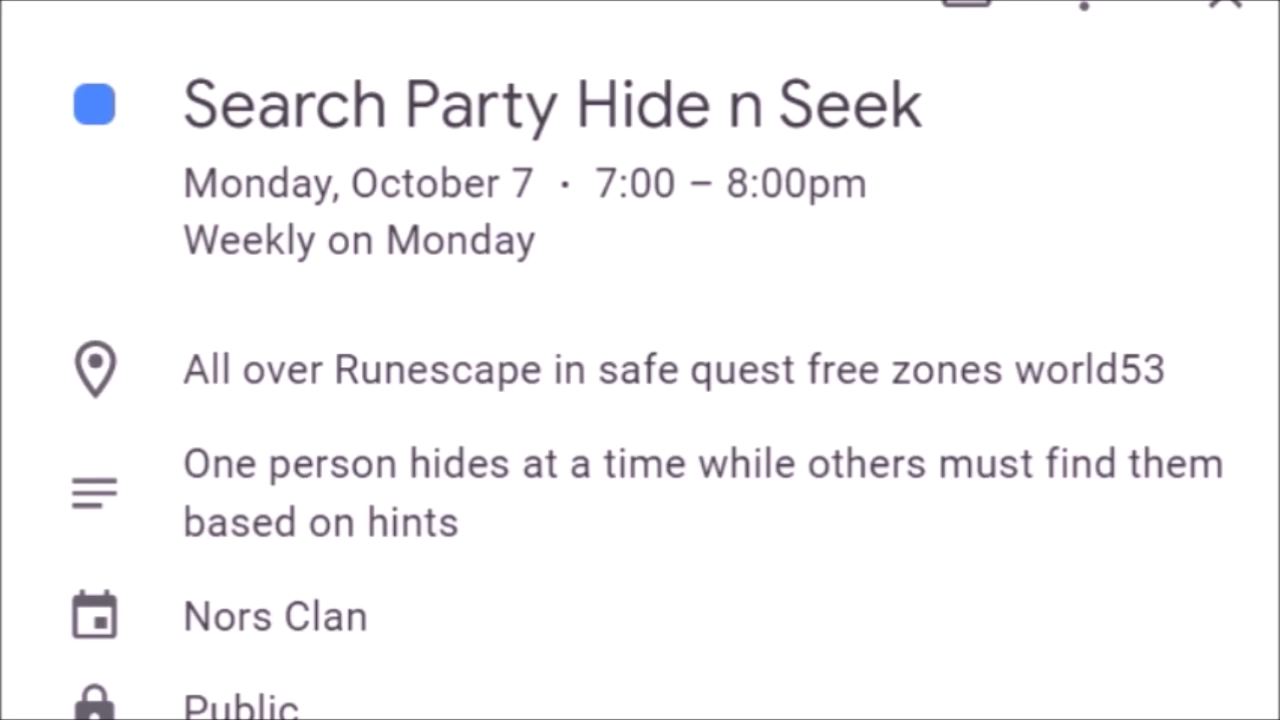 Search Party Hide n Seek
Monday, October 7 · 7:00 – 8:00pm
Weekly on Monday
All over Runescape in safe quest free zones world53
One person hides at a time while others must find them
based on hints
Nors Clan
Public